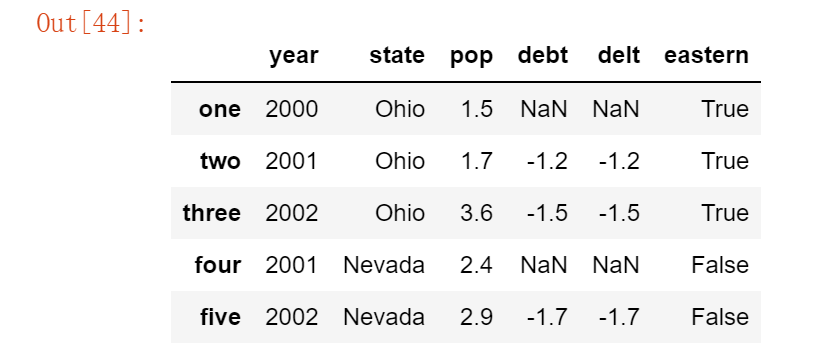 Out[44]:
year state pop debt delt eastern
one 2000 Ohio 1.5 NaN NaN True
two 2001 Ohio 1.7 -1.2 -1.2 True
three 2002 Ohio 3.6 -1.5 -1.5 True
four 2001 Nevada 2.4 NaN NaN False
five 2002 Nevada 2.9 -1.7 -1.7 False